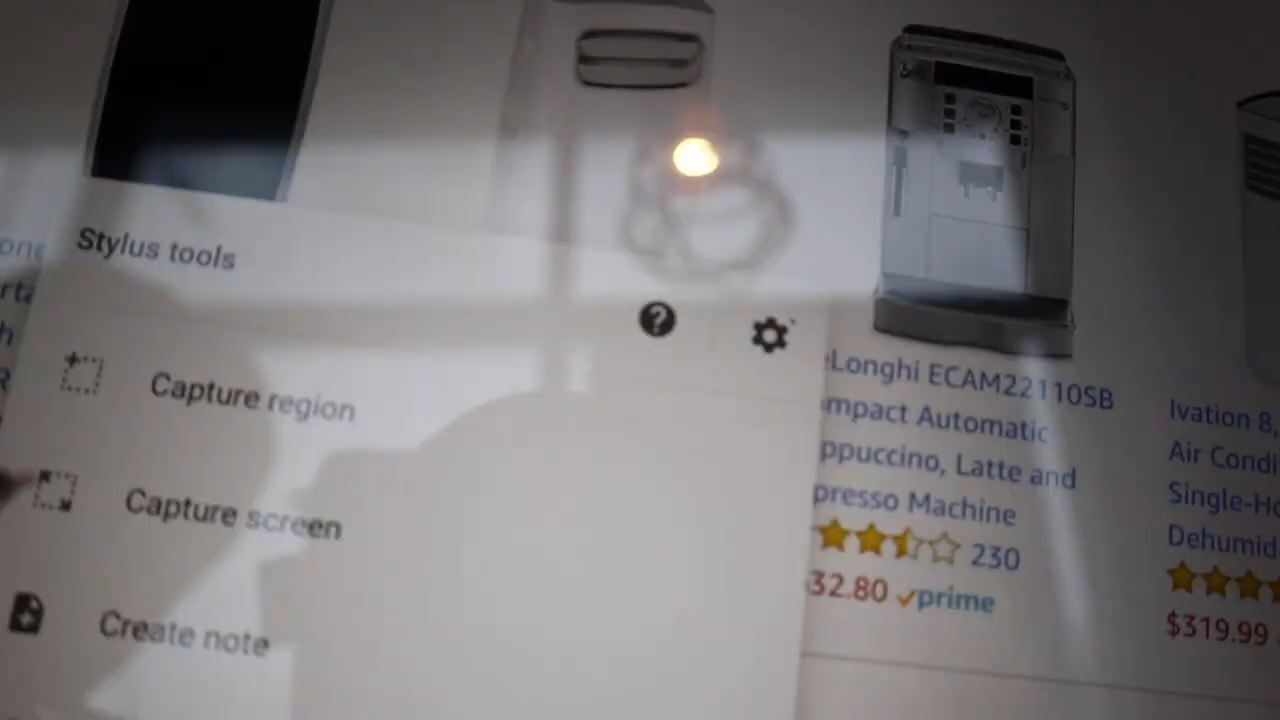 Stylus tools
Capture region
Capture screen
Create note
Longhi ECAM22110SB
mpact Automatic
ppuccino, Latte and
presso Machine
230
32.80 prime
Ivation 8,
Air Condi
Single-Ho
Dehumid
$319.99